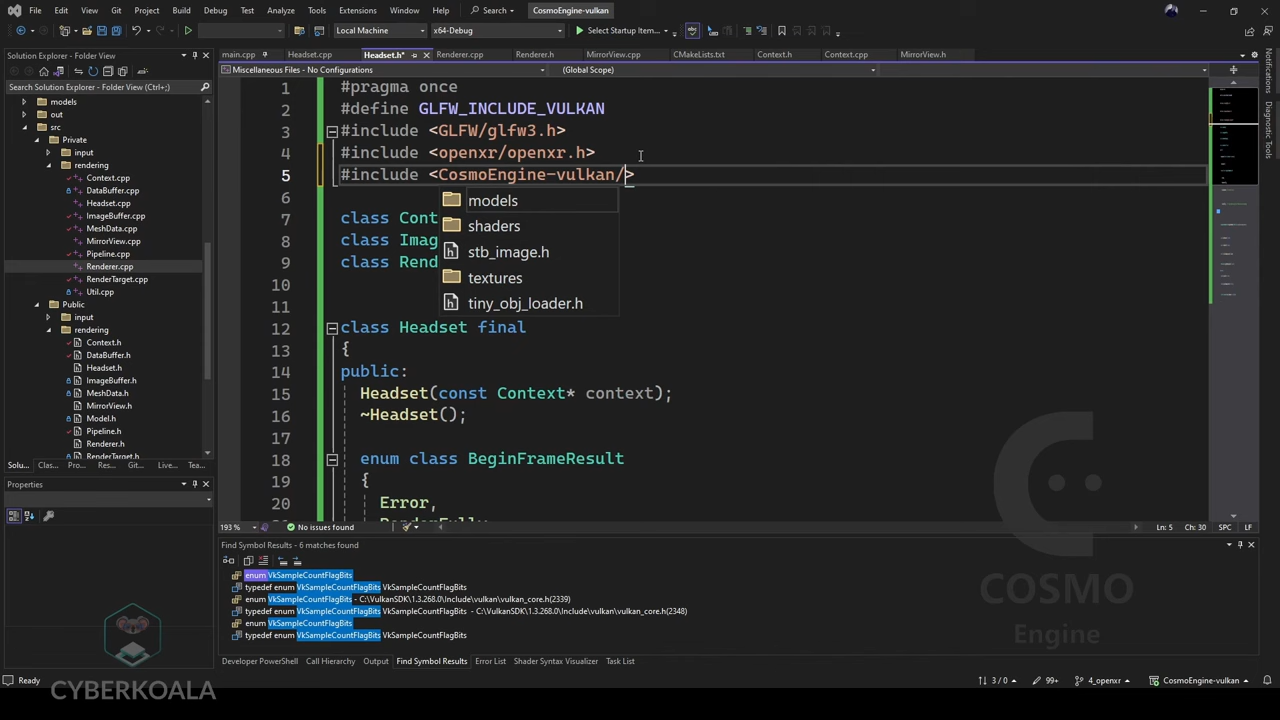 File Edit View Git Project Build Debug Test Analyze Tools Extensions Window Help Search CosmoEngine-vulkan
x64-Debug Local Machine Select Startup Item...
Solution Explorer - Folder View
main.cpp Headset.cpp Headset.h* Renderer.cpp Renderer.h MirrorView.cpp CMakeLists.txt Context.h Context.cpp MirrorView.h
Miscellaneous Files - No Configurations (Global Scope)
Search Solution Explorer - Folder View (Ctrl+;)
models
out
src
Private
input
rendering
Context.cpp
DataBuffer.cpp
Headset.cpp
ImageBuffer.cpp
MeshData.cpp
MirrorView.cpp
Pipeline.cpp
Renderer.cpp
RenderTarget.cpp
Util.cpp
Public
input
rendering
Context.h
DataBuffer.h
Headset.h
ImageBuffer.h
MeshData.h
MirrorView.h
Model.h
Pipeline.h
Renderer.h
RenderTarget.h
Solu... Clas... Pro... Res... Git... Live... Tea...
Properties
1 #pragma once
2 #define GLFW_INCLUDE_VULKAN
3 #include <GLFW/glfw3.h>
4 #include <openxr/openxr.h>
5 #include <CosmoEngine-vulkan/>
6
7 class Cont
8 class Imag
9 class Rend
10
11
12 class Headset final
13 {
14 public:
15 Headset(const Context* context);
16 ~Headset();
17
18 enum class BeginFrameResult
19 {
20 Error,
models
shaders
stb_image.h
textures
tiny_obj_loader.h
193 % No issues found Ln: 5 Ch: 30 SPC LF
Find Symbol Results - 6 matches found
enum VkSampleCountFlagBits
typedef enum VkSampleCountFlagBits VkSampleCountFlagBits
enum VkSampleCountFlagBits - C:\VulkanSDK\1.3.268.0\Include\vulkan\vulkan_core.h(2339)
typedef enum VkSampleCountFlagBits VkSampleCountFlagBits - C:\VulkanSDK\1.3.268.0\Include\vulkan\vulkan_core.h(2348)
enum VkSampleCountFlagBits
typedef enum VkSampleCountFlagBits VkSampleCountFlagBits
Developer PowerShell Call Hierarchy Output Find Symbol Results Error List Shader Syntax Visualizer Task List
Ready 3 / 0 99+ 4_openxr CosmoEngine-vulkan
Notifications
Diagnostic Tools
COSMO
Engine
CYBERKOALA